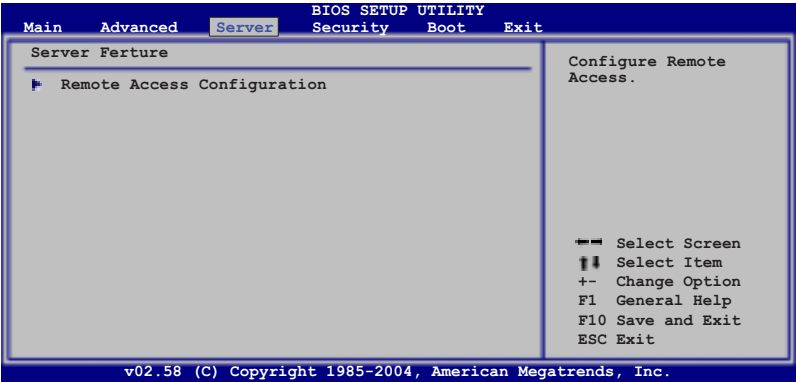 BIOS SETUP UTILITY
Main Advanced Server Security Boot Exit
Server Ferture
Remote Access Configuration
Configure Remote
Access.
Select Screen
Select Item
+- Change Option
F1 General Help
F10 Save and Exit
ESC Exit
v02.58 (C) Copyright 1985-2004, American Megatrends, Inc.